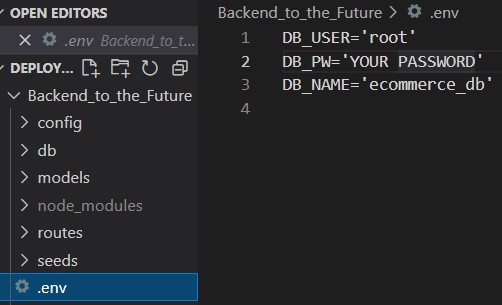 OPEN EDITORS
.env Backend_to_t...
DEPLOY...
Backend_to_the_Future
config
db
models
node_modules
routes
seeds
.env
Backend_to_the_Future > .env
1 DB_USER='root'
2 DB_PW='YOUR PASSWORD'
3 DB_NAME='ecommerce_db'
4